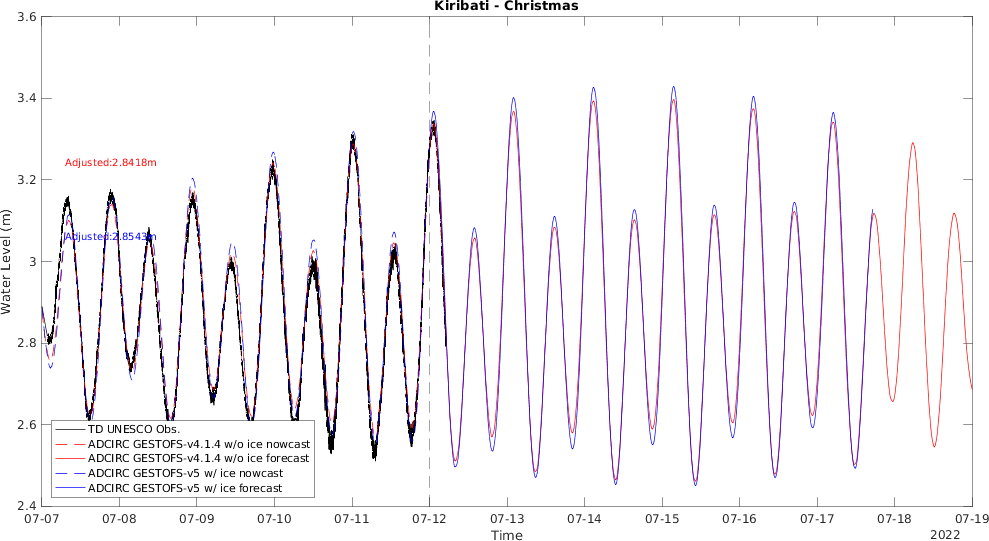 Kiribati - Christmas
3.6
3.4
3.2
3
2.8
2.6
2.4
Water Level (m)
Adjusted:2.8418m
Adjusted:2.8543m
TD UNESCO Obs.
ADCIRC GESTOFS-v4.1.4 w/o ice nowcast
ADCIRC GESTOFS-v4.1.4 w/o ice forecast
ADCIRC GESTOFS-v5 w/ ice nowcast
ADCIRC GESTOFS-v5 w/ ice forecast
07-07 07-08 07-09 07-10 07-11 07-12 07-13 07-14 07-15 07-16 07-17 07-18 07-19
Time
2022